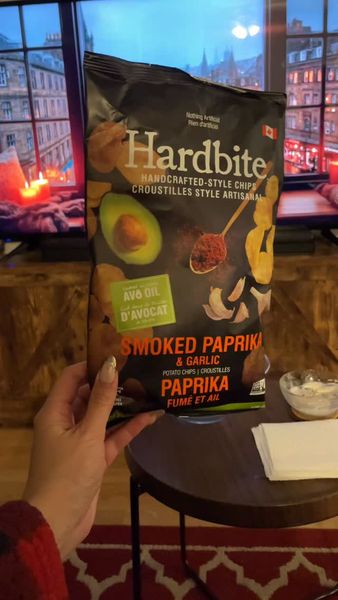 Nothing Artificial
Rien d'artificiel
Hardbite
HANDCRAFTED-STYLE CHIPS
CROUSTILLES STYLE ARTISANAL
AVO OIL
D'AVOCAT
SMOKED PAPRIKA
& GARLIC
POTATO CHIPS | CROUSTILLES
PAPRIKA
FUMÉ ET AIL